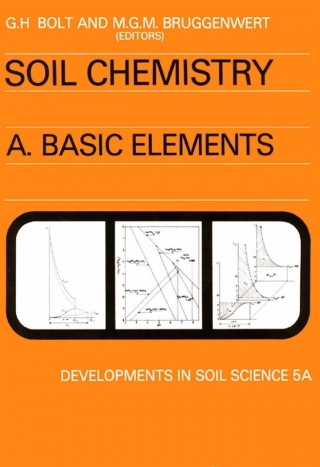 G.H BOLT AND M.G.M. BRUGGENWERT
(EDITORS)
SOIL CHEMISTRY
A. BASIC ELEMENTS
DEVELOPMENTS IN SOIL SCIENCE 5A